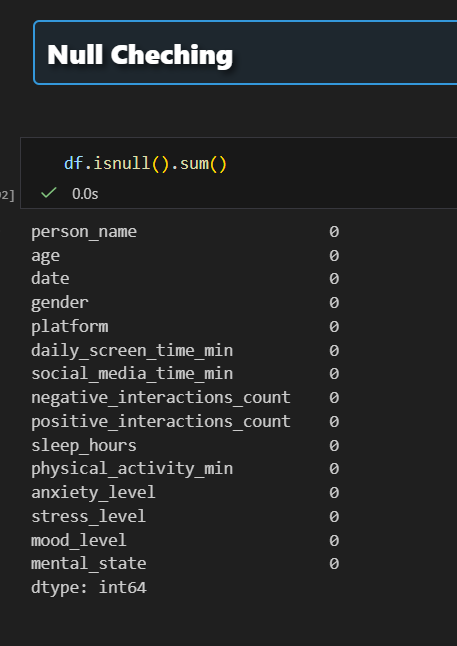 Null Cheching
df.isnull().sum()
92]
0.0s
person_name 0
age 0
date 0
gender 0
platform 0
daily_screen_time_min 0
social_media_time_min 0
negative_interactions_count 0
positive_interactions_count 0
sleep_hours 0
physical_activity_min 0
anxiety_level 0
stress_level 0
mood_level 0
mental_state 0
dtype: int64